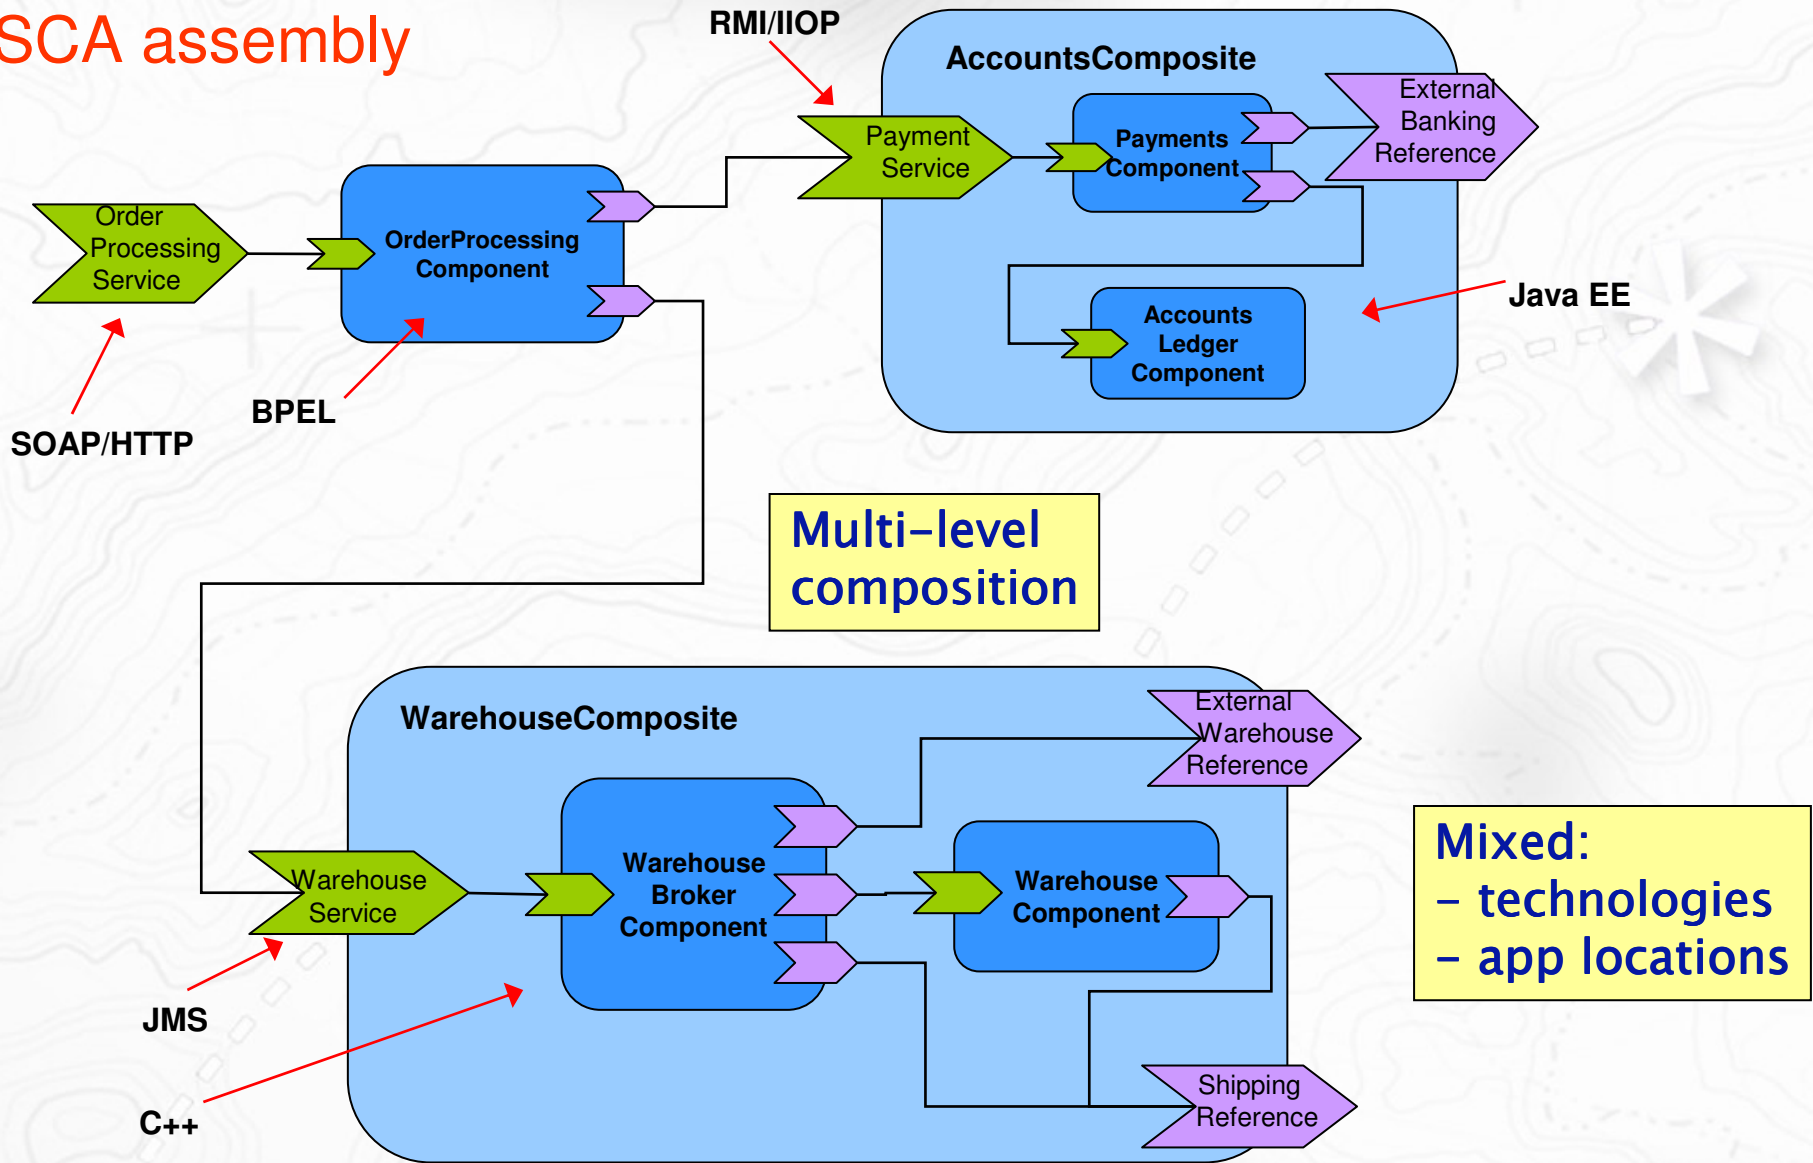 SCA assembly
RMI/IIOP
AccountsComposite
External
Banking
Reference
Payment
Service
Payments
Component
Order
Processing
Service
OrderProcessing
Component
Java EE
Accounts
Ledger
Component
BPEL
SOAP/HTTP
Multi-level
composition
WarehouseComposite
External
Warehouse
Reference
Mixed:
- technologies
- app locations
Warehouse
Service
Warehouse
Broker
Component
Warehouse
Component
JMS
C++
Shipping
Reference